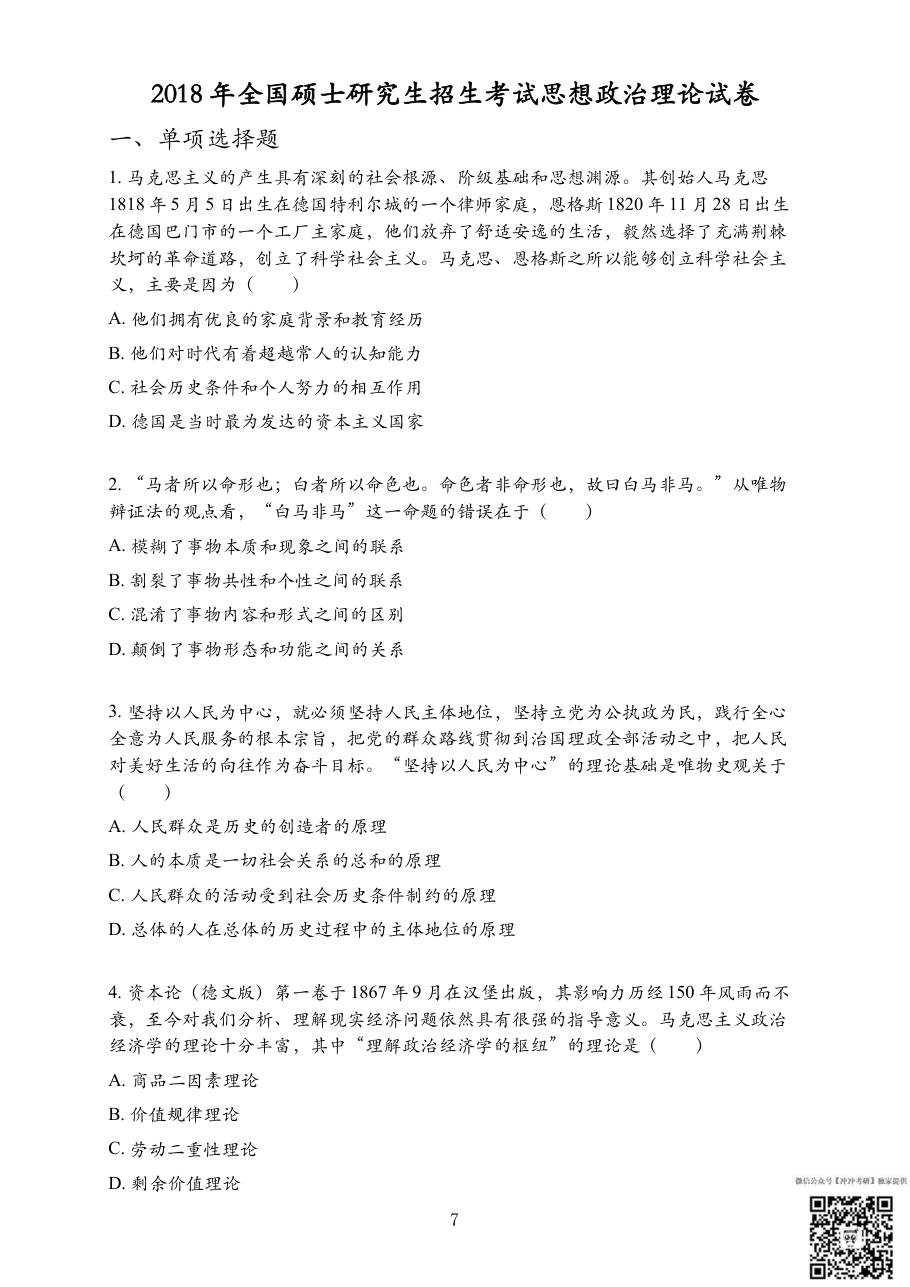 2018 年全国硕士研究生招生考试思想政治理论试卷
一、单项选择题
1. 马克思主义的产生具有深刻的社会根源、阶级基础和思想渊源。其创始人马克思
1818 年 5 月 5 日出生在德国特利尔城的一个律师家庭，恩格斯 1820 年 11 月 28 日出生
在德国巴门市的一个工厂主家庭，他们放弃了舒适安逸的生活，毅然选择了充满荆棘
坎坷的革命道路，创立了科学社会主义。马克思、恩格斯之所以能够创立科学社会主
义，主要是因为（　　）
A. 他们拥有优良的家庭背景和教育经历
B. 他们对时代有着超越常人的认知能力
C. 社会历史条件和个人努力的相互作用
D. 德国是当时最为发达的资本主义国家
2. “马者所以命形也；白者所以命色也。命色者非命形也，故曰白马非马。”从唯物
辩证法的观点看，“白马非马”这一命题的错误在于（　　）
A. 模糊了事物本质和现象之间的联系
B. 割裂了事物共性和个性之间的联系
C. 混淆了事物内容和形式之间的区别
D. 颠倒了事物形态和功能之间的关系
3. 坚持以人民为中心，就必须坚持人民主体地位，坚持立党为公执政为民，践行全心
全意为人民服务的根本宗旨，把党的群众路线贯彻到治国理政全部活动之中，把人民
对美好生活的向往作为奋斗目标。“坚持以人民为中心”的理论基础是唯物史观关于
（　　）
A. 人民群众是历史的创造者的原理
B. 人的本质是一切社会关系的总和的原理
C. 人民群众的活动受到社会历史条件制约的原理
D. 总体的人在总体的历史过程中的主体地位的原理
4. 资本论（德文版）第一卷于 1867 年 9 月在汉堡出版，其影响力历经 150 年风雨而不
衰，至今对我们分析、理解现实经济问题依然具有很强的指导意义。马克思主义政治
经济学的理论十分丰富，其中“理解政治经济学的枢纽”的理论是（　　）
A. 商品二因素理论
B. 价值规律理论
C. 劳动二重性理论
D. 剩余价值理论
微信公众号【冲冲考研】独家提供
7